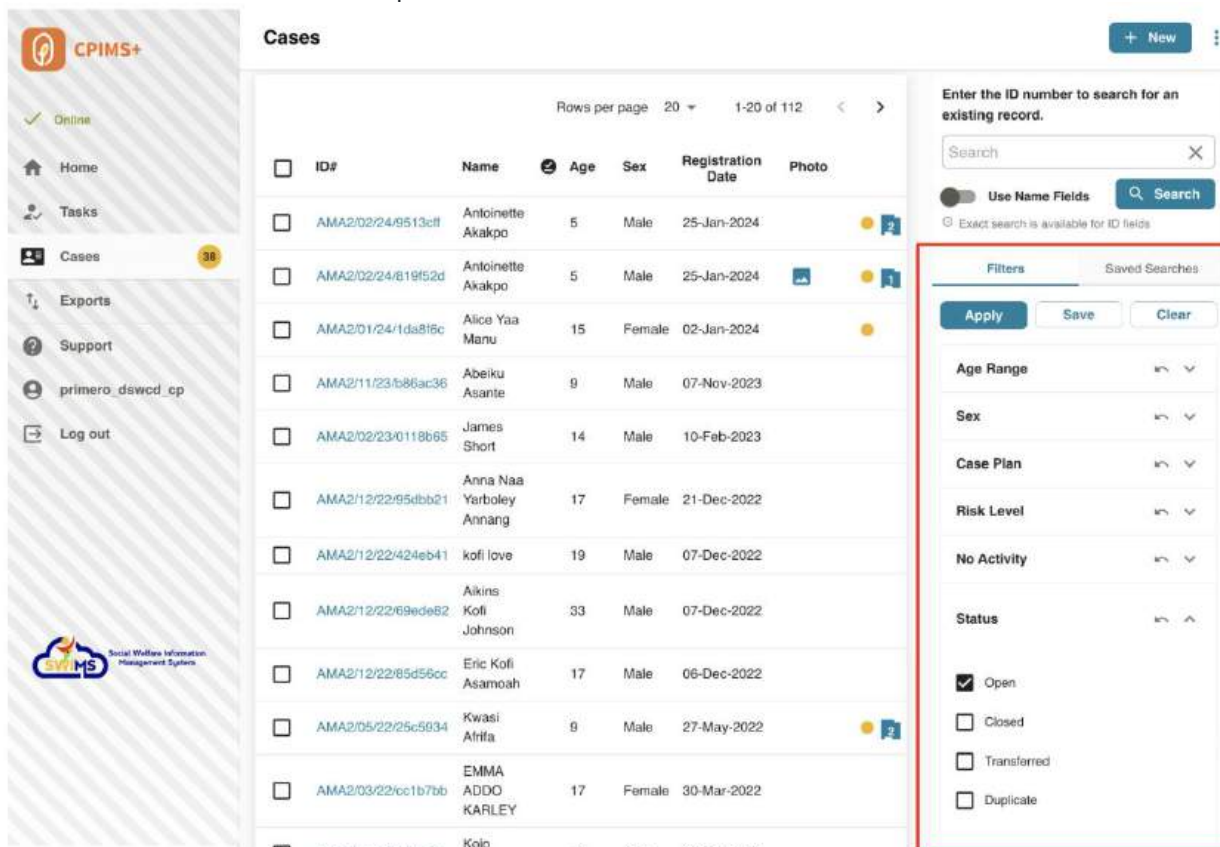 CPIMS+
Online
Home
Tasks
Cases 38
Exports
Support
primero_dswcd_cp
Log out
SWIMS
Social Welfare Information
Management System
Cases
+ New
Rows per page 20 1-20 of 112
ID# Name Age Sex Registration Date Photo
AMA2/02/24/9513cff Antoinette Akakpo 5 Male 25-Jan-2024 2
AMA2/02/24/819f52d Antoinette Akakpo 5 Male 25-Jan-2024 1
AMA2/01/24/1da8f6c Alice Yaa Manu 15 Female 02-Jan-2024
AMA2/11/23/b86ac36 Abeiku Asante 9 Male 07-Nov-2023
AMA2/02/23/0118b65 James Short 14 Male 10-Feb-2023
AMA2/12/22/95dbb21 Anna Naa Yarboley Annang 17 Female 21-Dec-2022
AMA2/12/22/424eb41 kofi love 19 Male 07-Dec-2022
AMA2/12/22/69ede82 Aikins Kofi Johnson 33 Male 07-Dec-2022
AMA2/12/22/85d56cc Eric Kofi Asamoah 17 Male 06-Dec-2022
AMA2/05/22/25c5934 Kwasi Afrifa 9 Male 27-May-2022 2
AMA2/03/22/cc1b7bb EMMA ADDO KARLEY 17 Female 30-Mar-2022
Kojo
Enter the ID number to search for an
existing record.
Search
Use Name Fields
Search
Exact search is available for ID fields
Filters Saved Searches
Apply Save Clear
Age Range
Sex
Case Plan
Risk Level
No Activity
Status
Open
Closed
Transferred
Duplicate